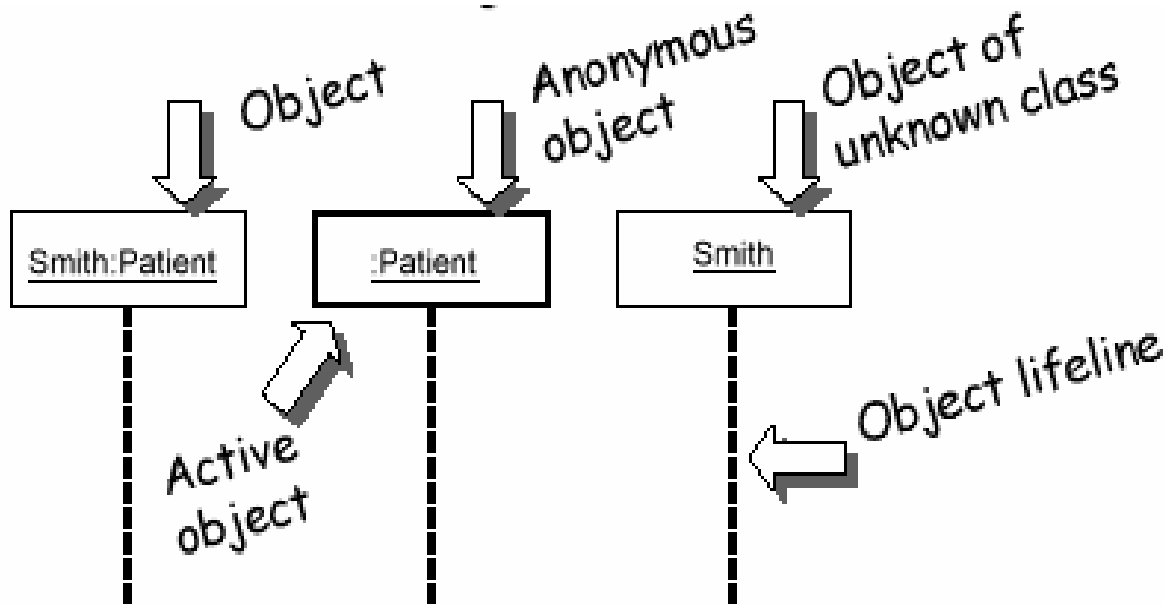 Object
Anonymous
object
Object of
unknown class
Smith:Patient
:Patient
Smith
Active
object
Object lifeline